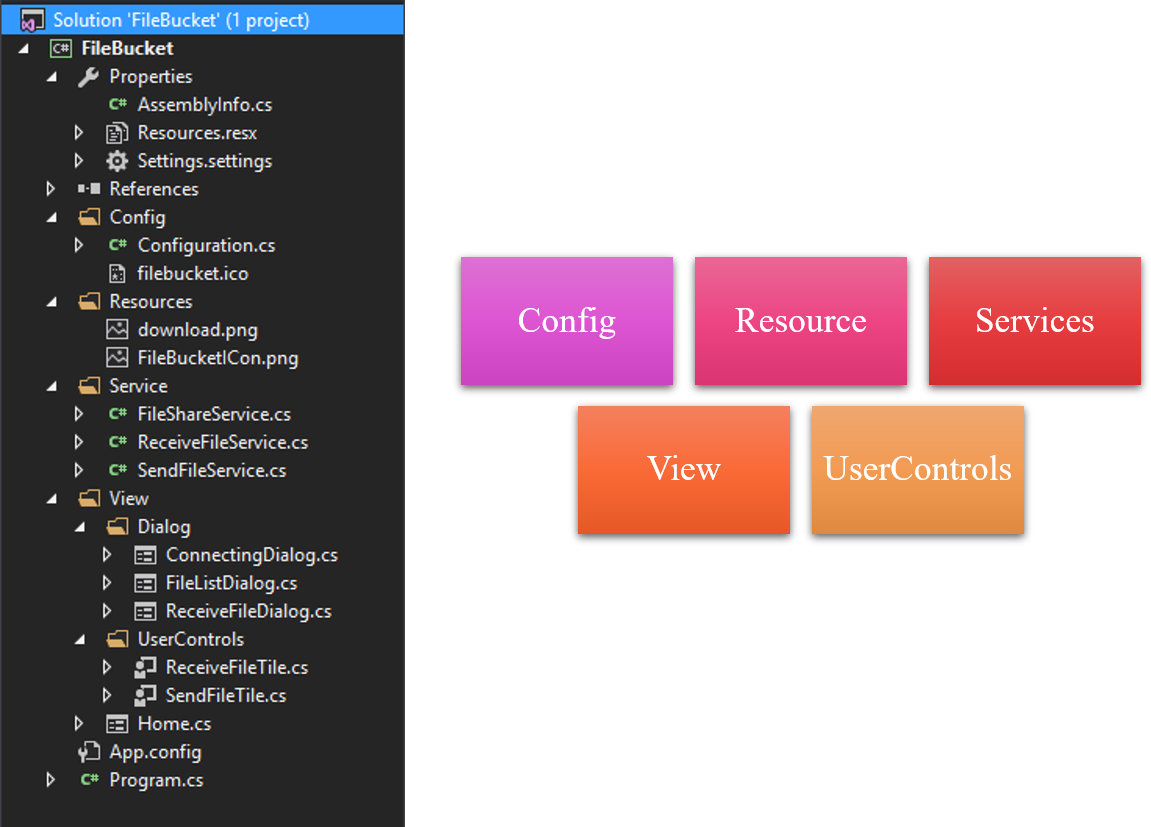 Solution 'FileBucket' (1 project)
C# FileBucket
Properties
C# AssemblyInfo.cs
Resources.resx
Settings.settings
References
Config
C# Configuration.cs
filebucket.ico
Resources
download.png
FileBucketICon.png
Service
C# FileShareService.cs
C# ReceiveFileService.cs
C# SendFileService.cs
View
Dialog
ConnectingDialog.cs
FileListDialog.cs
ReceiveFileDialog.cs
UserControls
ReceiveFileTile.cs
SendFileTile.cs
Home.cs
App.config
C# Program.cs
Config
Resource
Services
View
UserControls